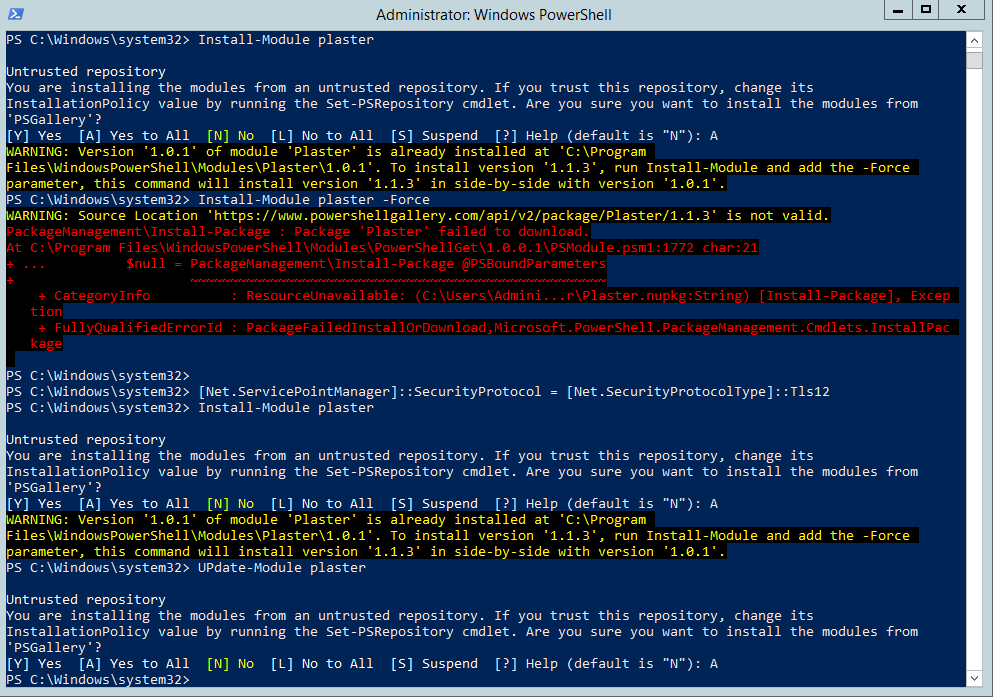 Administrator: Windows PowerShell
PS C:\Windows\system32> Install-Module plaster
Untrusted repository
You are installing the modules from an untrusted repository. If you trust this repository, change its
InstallationPolicy value by running the Set-PSRepository cmdlet. Are you sure you want to install the modules from
'PSGallery'?
[Y] Yes  [A] Yes to All  [N] No  [L] No to All  [S] Suspend  [?] Help (default is "N"): A
WARNING: Version '1.0.1' of module 'Plaster' is already installed at 'C:\Program
Files\WindowsPowerShell\Modules\Plaster\1.0.1'. To install version '1.1.3', run Install-Module and add the -Force
parameter, this command will install version '1.1.3' in side-by-side with version '1.0.1'.
PS C:\Windows\system32> Install-Module plaster -Force
WARNING: Source Location 'https://www.powershellgallery.com/api/v2/package/Plaster/1.1.3' is not valid.
PackageManagement\Install-Package : Package 'Plaster' failed to download.
At C:\Program Files\WindowsPowerShell\Modules\PowerShellGet\1.0.0.1\PSModule.psm1:1772 char:21
+ ...          $null = PackageManagement\Install-Package @PSBoundParameters
+                      ~~~~~~~~~~~~~~~~~~~~~~~~~~~~~~~~~~~~~~~~~~~~~~~~~~~~
    + CategoryInfo          : ResourceUnavailable: (C:\Users\Admini...r\Plaster.nupkg:String) [Install-Package], Excep
   tion
    + FullyQualifiedErrorId : PackageFailedInstallOrDownload,Microsoft.PowerShell.PackageManagement.Cmdlets.InstallPac
   kage
PS C:\Windows\system32>
PS C:\Windows\system32> [Net.ServicePointManager]::SecurityProtocol = [Net.SecurityProtocolType]::Tls12
PS C:\Windows\system32> Install-Module plaster
Untrusted repository
You are installing the modules from an untrusted repository. If you trust this repository, change its
InstallationPolicy value by running the Set-PSRepository cmdlet. Are you sure you want to install the modules from
'PSGallery'?
[Y] Yes  [A] Yes to All  [N] No  [L] No to All  [S] Suspend  [?] Help (default is "N"): A
WARNING: Version '1.0.1' of module 'Plaster' is already installed at 'C:\Program
Files\WindowsPowerShell\Modules\Plaster\1.0.1'. To install version '1.1.3', run Install-Module and add the -Force
parameter, this command will install version '1.1.3' in side-by-side with version '1.0.1'.
PS C:\Windows\system32> UPdate-Module plaster
Untrusted repository
You are installing the modules from an untrusted repository. If you trust this repository, change its
InstallationPolicy value by running the Set-PSRepository cmdlet. Are you sure you want to install the modules from
'PSGallery'?
[Y] Yes  [A] Yes to All  [N] No  [L] No to All  [S] Suspend  [?] Help (default is "N"): A
PS C:\Windows\system32>